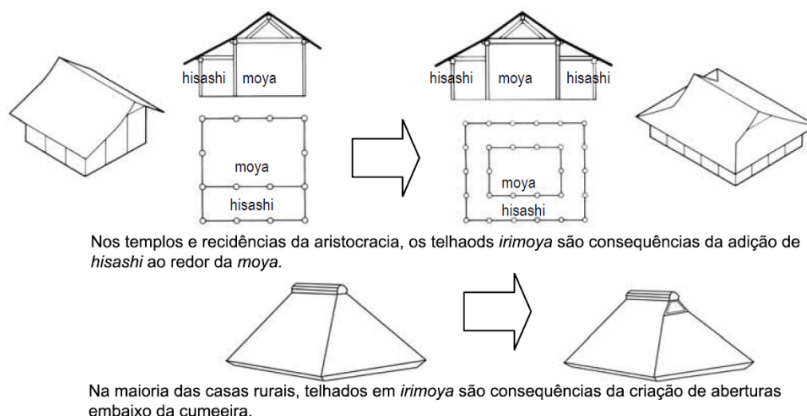 hisashi moya
hisashi moya hisashi
moya
hisashi
moya
hisashi
Nos templos e recidências da aristocracia, os telhaods irimoya são consequências da adição de
hisashi ao redor da moya.
Na maioria das casas rurais, telhados em irimoya são consequências da criação de aberturas
embaixo da cumeeira.